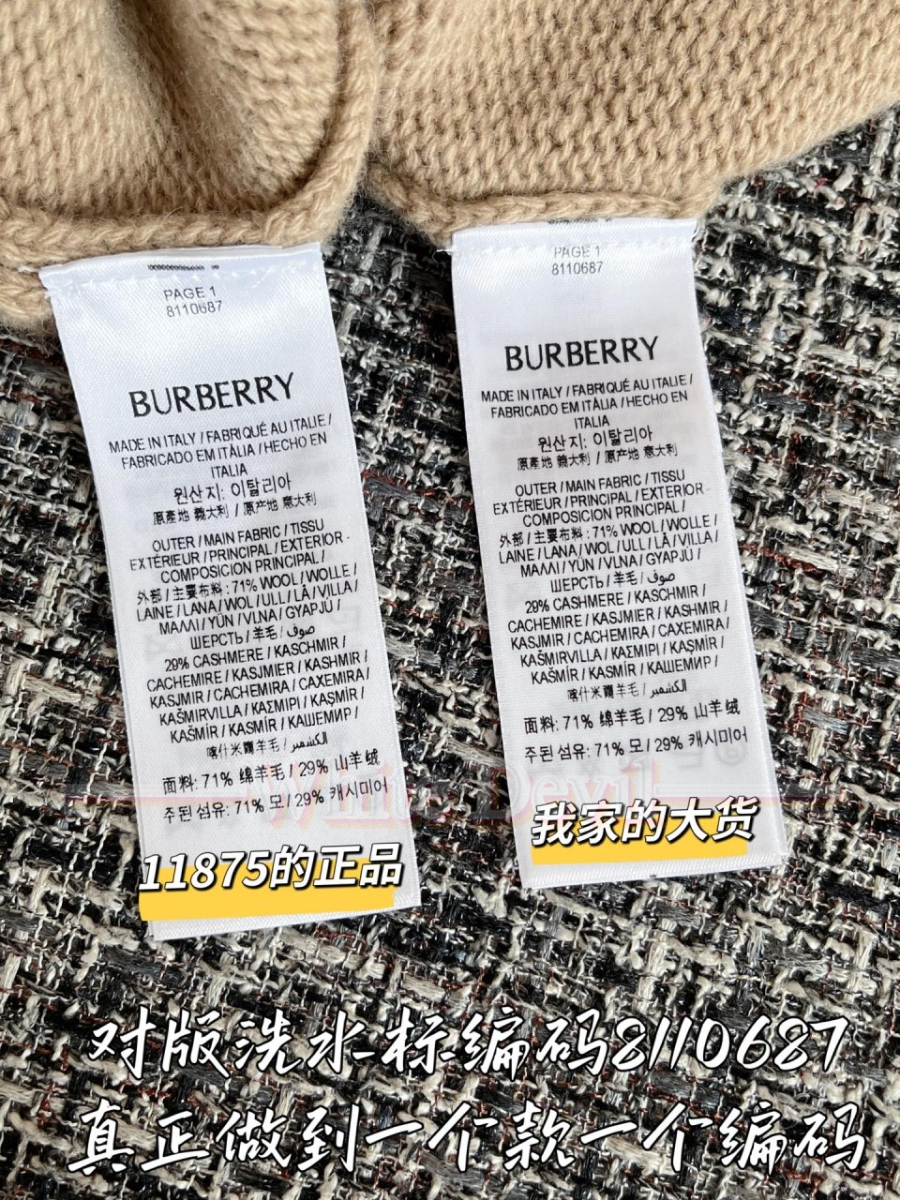 PAGE 1
8110687
BURBERRY
MADE IN ITALY / FABRIQUÉ AU ITALIE /
FABRICADO EM ITÀLIA / HECHO EN
ITALIA
원산지: 이탈리아
原產地 義大利 / 原产地 意大利
OUTER / MAIN FABRIC / TISSU
EXTÉRIEUR / PRINCIPAL / EXTERIOR -
COMPOSICION PRINCIPAL /
外部 / 主要布料 : 71% WOOL / WOLLE /
LAINE / LANA / WOL / ULL / LÃ / VILLA /
ΜΑΛΛΙ / YÜN / VLNA / GYAPJÚ /
ШЕРСТЬ / 羊毛 / صوف
29% CASHMERE / KASCHMIR /
CACHEMIRE / KASJMIER / KASHMIR /
KASJMIR / CACHEMIRA / CAXEMIRA /
KAŠMIRVILLA / ΚΑΣΜΙΡΙ / KAŞMİR /
KAŠMÍR / KASMÍR / КАШЕМИР /
喀什米爾羊毛 / الكشمير
面料: 71% 绵羊毛 / 29% 山羊绒
주된 섬유: 71% 모 / 29% 캐시미어
11875的正品
PAGE 1
8110687
BURBERRY
MADE IN ITALY / FABRIQUÉ AU ITALIE /
FABRICADO EM ITÀLIA / HECHO EN
ITALIA
원산지: 이탈리아
原產地 義大利 / 原产地 意大利
OUTER / MAIN FABRIC / TISSU
EXTÉRIEUR / PRINCIPAL / EXTERIOR -
COMPOSICION PRINCIPAL /
外部 / 主要布料 : 71% WOOL / WOLLE /
LAINE / LANA / WOL / ULL / LÃ / VILLA /
ΜΑΛΛΙ / YÜN / VLNA / GYAPJÚ /
ШЕРСТЬ / 羊毛 / صوف
29% CASHMERE / KASCHMIR /
CACHEMIRE / KASJMIER / KASHMIR /
KASJMIR / CACHEMIRA / CAXEMIRA /
KAŠMIRVILLA / ΚΑΣΜΙΡΙ / KAŞMİR /
KAŠMÍR / KASMÍR / КАШЕМИР /
喀什米爾羊毛 / الكشمير
面料: 71% 绵羊毛 / 29% 山羊绒
주된 섬유: 71% 모 / 29% 캐시미어
我家的大货
White Devil
对版洗水标编码8110687
真正做到一个款一个编码